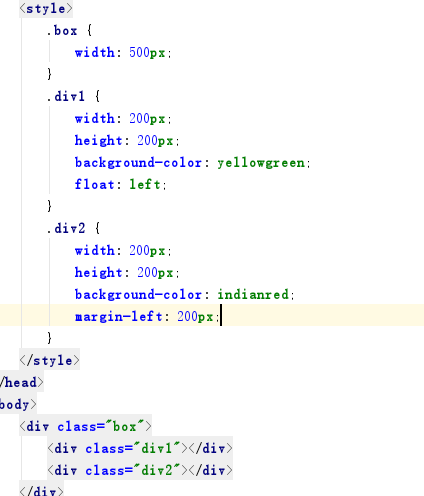 <style>
.box {
width: 500px;
}
.div1 {
width: 200px;
height: 200px;
background-color: yellowgreen;
float: left;
}
.div2 {
width: 200px;
height: 200px;
background-color: indianred;
margin-left: 200px;
}
</style>
/head>
body>
<div class="box">
<div class="div1"></div>
<div class="div2"></div>
</div>